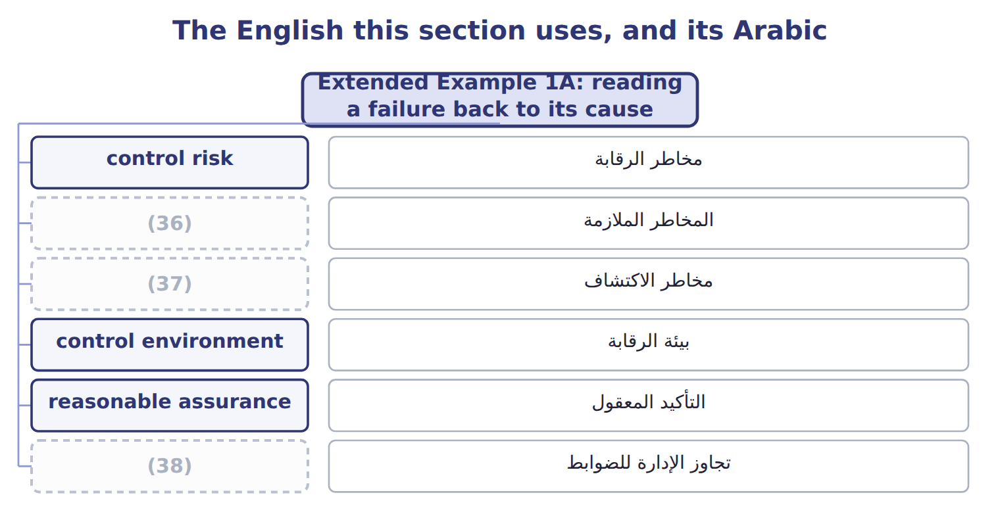 The English this section uses, and its Arabic
Extended Example 1A: reading
a failure back to its cause
control risk
مخاطر الرقابة
(36)
المخاطر الملازمة
(37)
مخاطر الاكتشاف
control environment
بيئة الرقابة
reasonable assurance
التأكيد المعقول
(38)
تجاوز الإدارة للضوابط